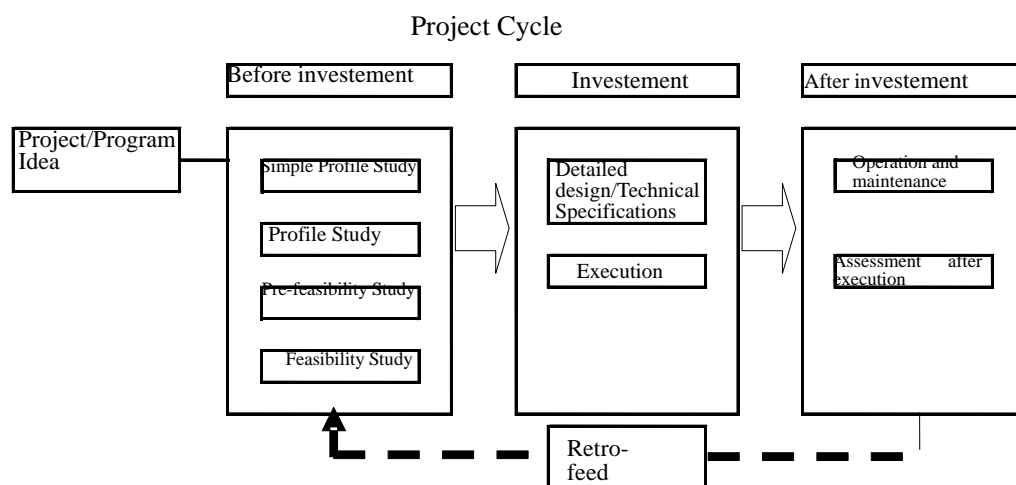 Project Cycle
Before investement
Investement
After investement
Project/Program
Idea
Simple Profile Study
Profile Study
Pre-feasibility Study
Feasibility Study
Detailed
design/Technical
Specifications
Execution
Operation and
maintenance
Assessment after
execution
Retro-
feed